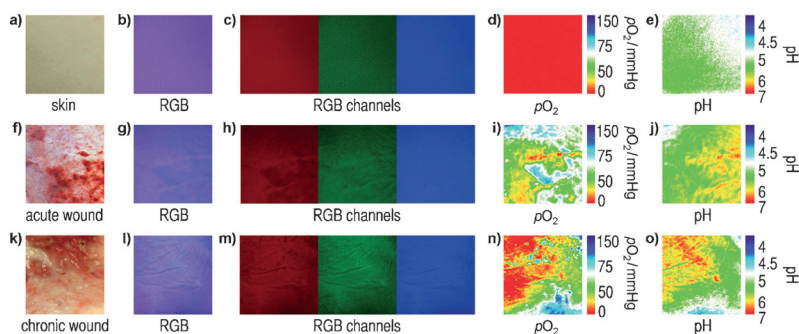 a) b) c) d) e)
150
75
50
0
pO₂/mmHg
4
4.5
5
6
7
pH
skin RGB RGB channels pO₂ pH
f) g) h) i) j)
150
75
50
0
pO₂/mmHg
4
4.5
5
6
7
pH
acute wound RGB RGB channels pO₂ pH
k) l) m) n) o)
150
75
50
0
pO₂/mmHg
4
4.5
5
6
7
pH
chronic wound RGB RGB channels pO₂ pH